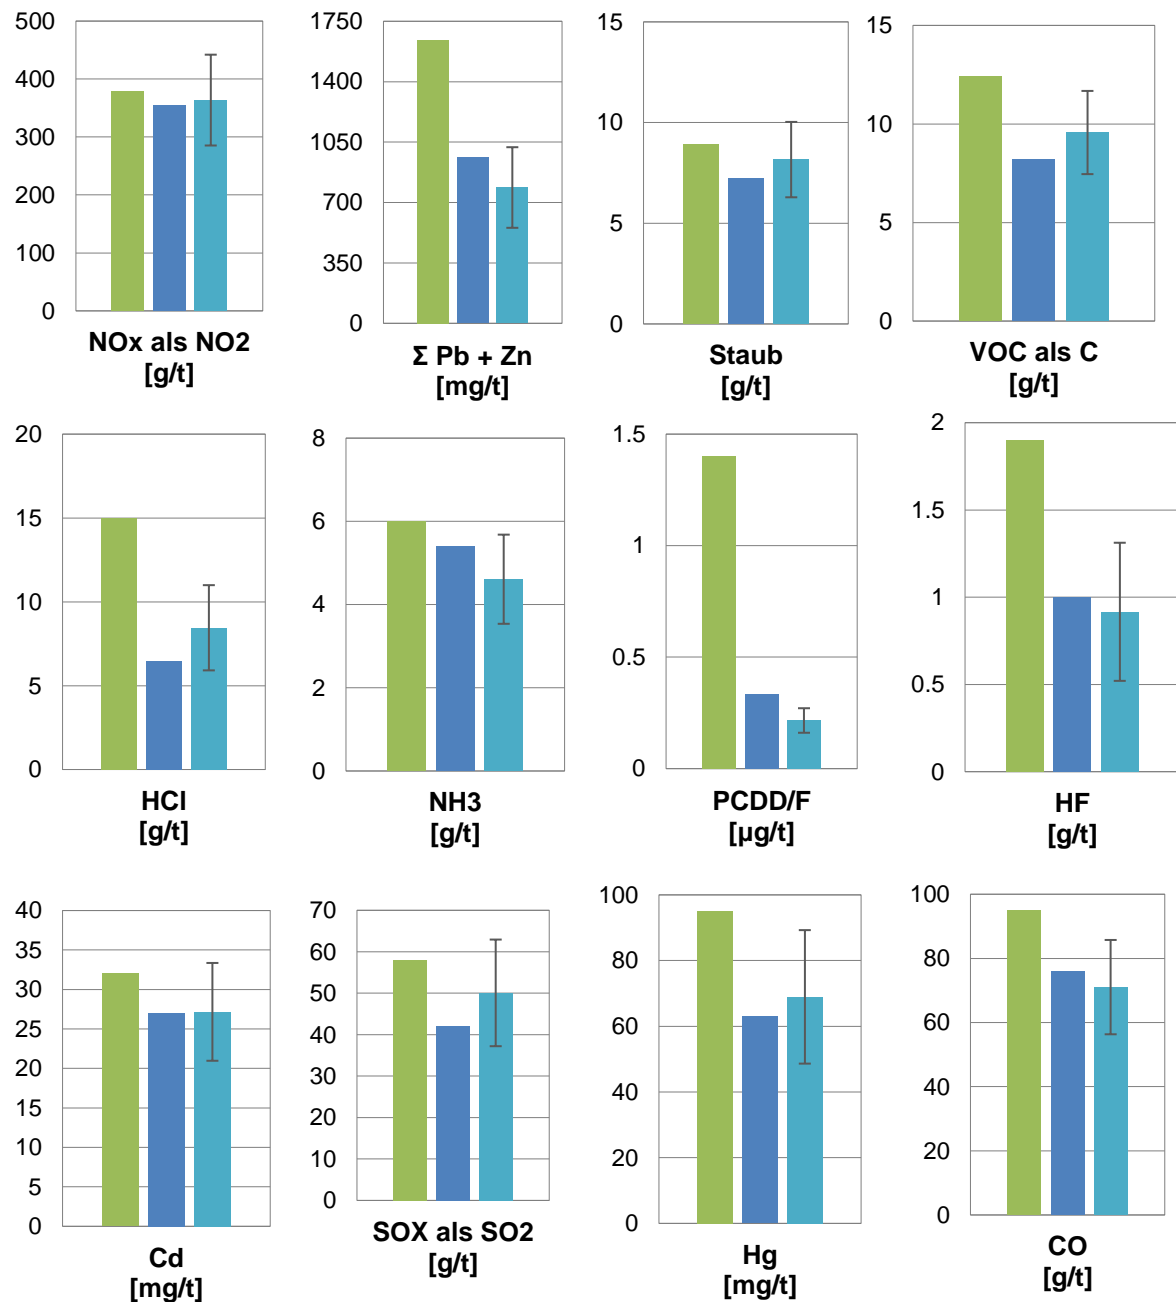 500
400
300
200
100
0
NOx als NO2
[g/t]
1750
1400
1050
700
350
0
Σ Pb + Zn
[mg/t]
15
10
5
0
Staub
[g/t]
15
10
5
0
VOC als C
[g/t]
20
15
10
5
0
HCl
[g/t]
8
6
4
2
0
NH3
[g/t]
1.5
1
0.5
0
PCDD/F
[µg/t]
2
1.5
1
0.5
0
HF
[g/t]
40
35
30
25
20
15
10
5
0
Cd
[mg/t]
70
60
50
40
30
20
10
0
SOX als SO2
[g/t]
100
80
60
40
20
0
Hg
[mg/t]
100
80
60
40
20
0
CO
[g/t]